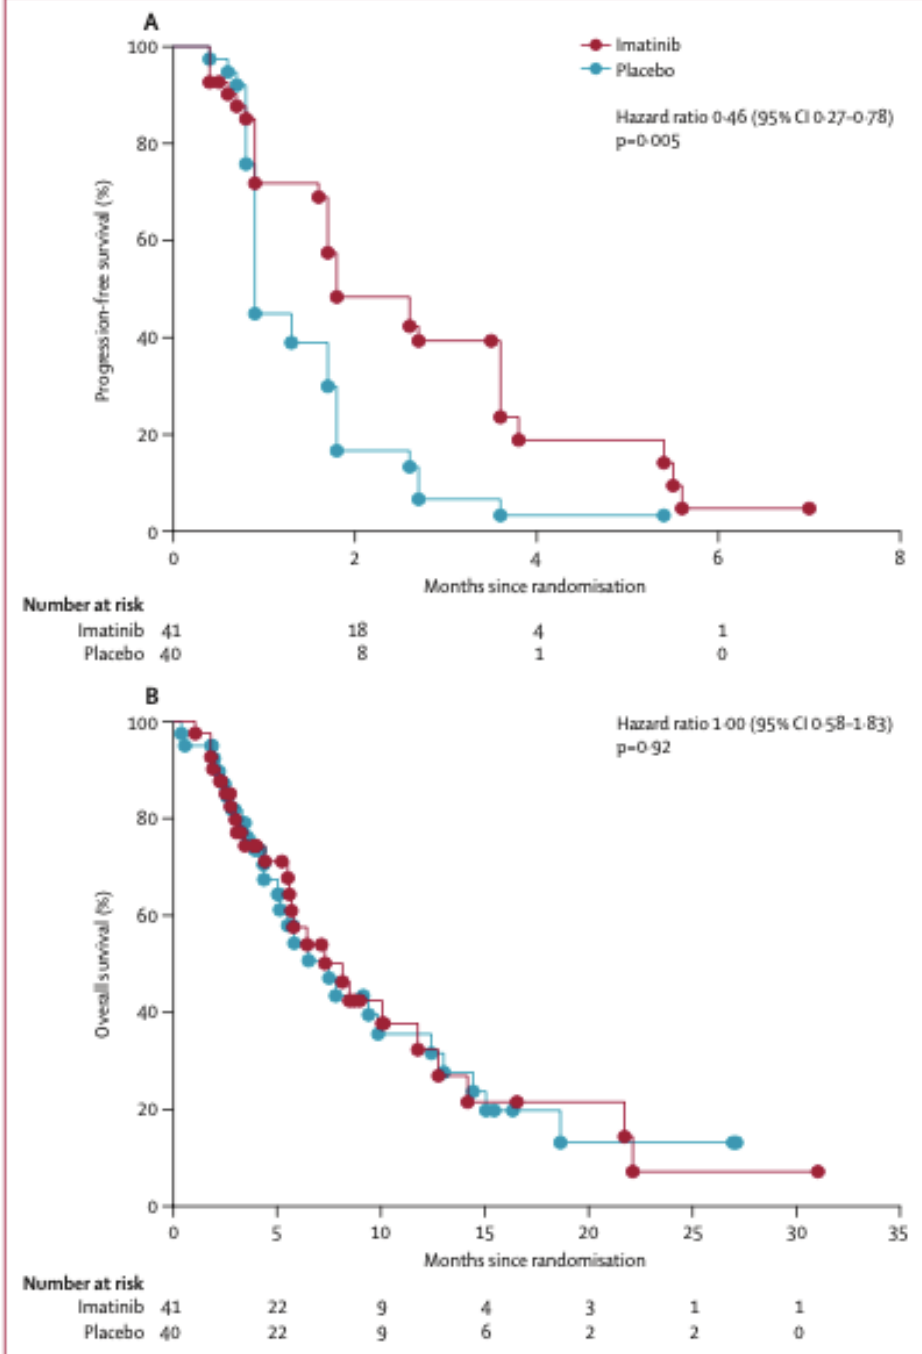 A
100
80
60
40
20
0
Progression-free survival (%)
Imatinib
Placebo
Hazard ratio 0·46 (95% CI 0·27–0·78)
p=0·005
0 2 4 6 8
Months since randomisation
Number at risk
Imatinib 41 18 4 1
Placebo 40 8 1 0
B
100
80
60
40
20
0
Overall survival (%)
Hazard ratio 1·00 (95% CI 0·58–1·83)
p=0·92
0 5 10 15 20 25 30 35
Months since randomisation
Number at risk
Imatinib 41 22 9 4 3 1 1
Placebo 40 22 9 6 2 2 0